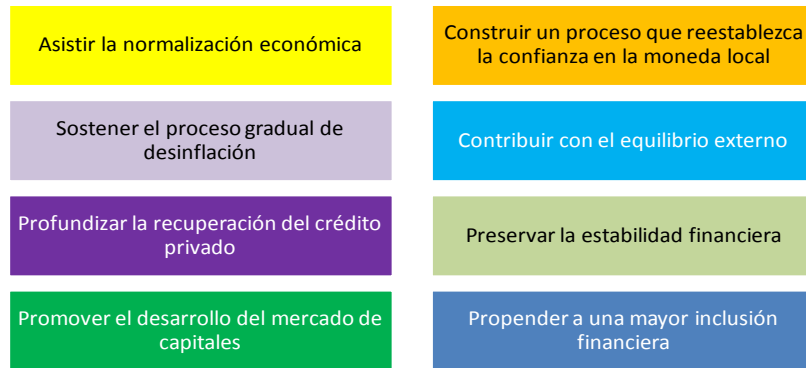 Asistir la normalización económica
Construir un proceso que reestablezca
la confianza en la moneda local
Sostener el proceso gradual de
desinflación
Contribuir con el equilibrio externo
Profundizar la recuperación del crédito
privado
Preservar la estabilidad financiera
Promover el desarrollo del mercado de
capitales
Propender a una mayor inclusión
financiera